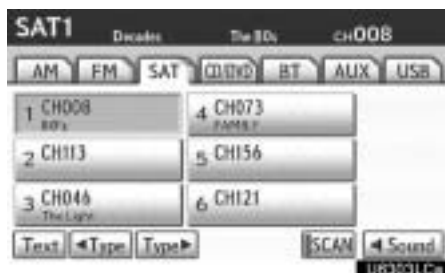 SAT1 Decades The 80s CH008
AM FM SAT CD/DVD BT AUX USB
1 CH008 4 CH073
80's FAMILY
2 CH113 5 CH156
3 CH046 6 CH121
The Light
Text ◄Type Type► SCAN ◄ Sound